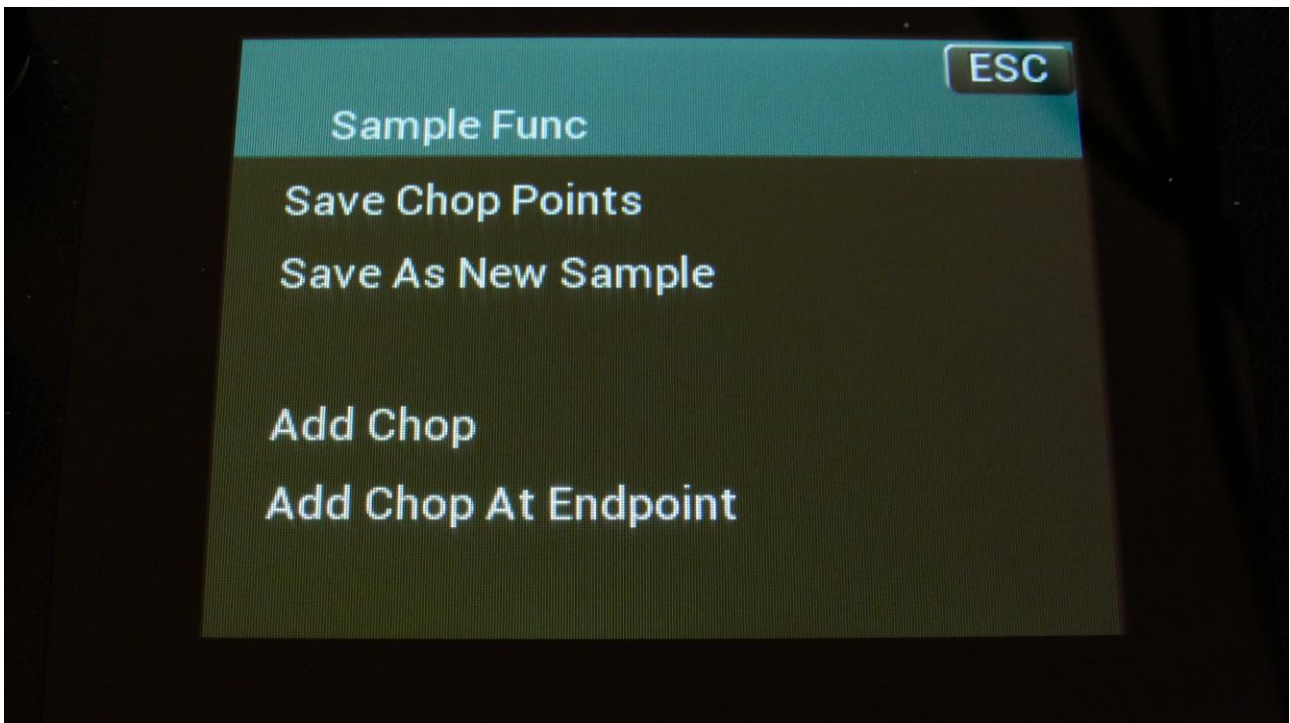 ESC
Sample Func
Save Chop Points
Save As New Sample
Add Chop
Add Chop At Endpoint